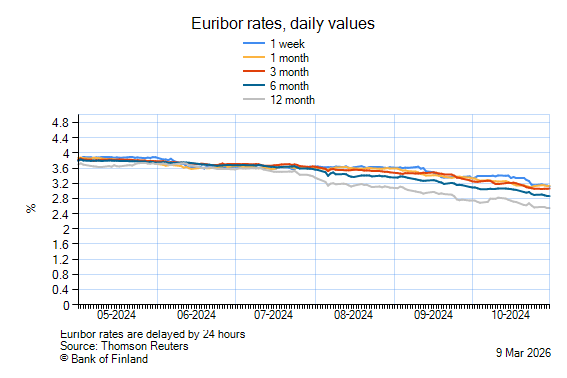 Euribor rates, daily values
1 week
1 month
3 month
6 month
12 month
4.8
4.4
4
3.6
3.2
2.8
2.4
2
1.6
1.2
0.8
0.4
0
%
05-2024 06-2024 07-2024 08-2024 09-2024 10-2024
Euribor rates are delayed by 24 hours
Source: Thomson Reuters
© Bank of Finland
9 Mar 2026